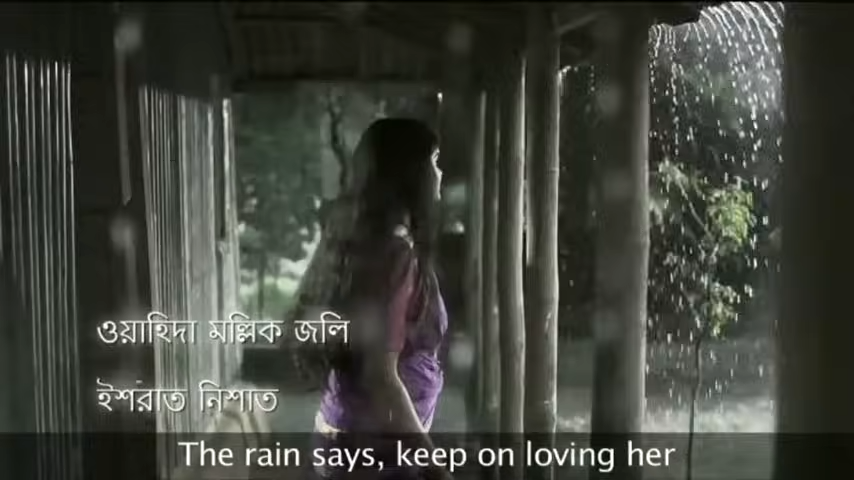 ওয়াহিদা মল্লিক জলি
ইশরাত নিশাত
The rain says, keep on loving her